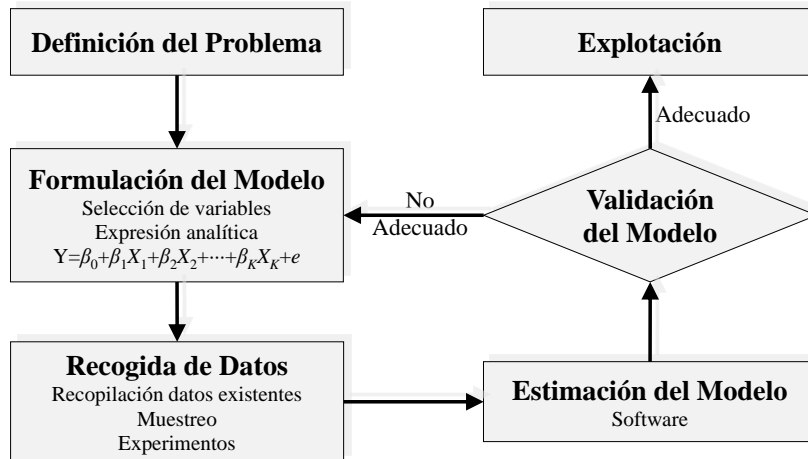 Definición del Problema
Formulación del Modelo
Selección de variables
Expresión analítica
Y=β₀+β₁X₁+β₂X₂+···+β_KX_K+e
Recogida de Datos
Recopilación datos existentes
Muestreo
Experimentos
Estimación del Modelo
Software
Validación
del Modelo
No
Adecuado
Adecuado
Explotación